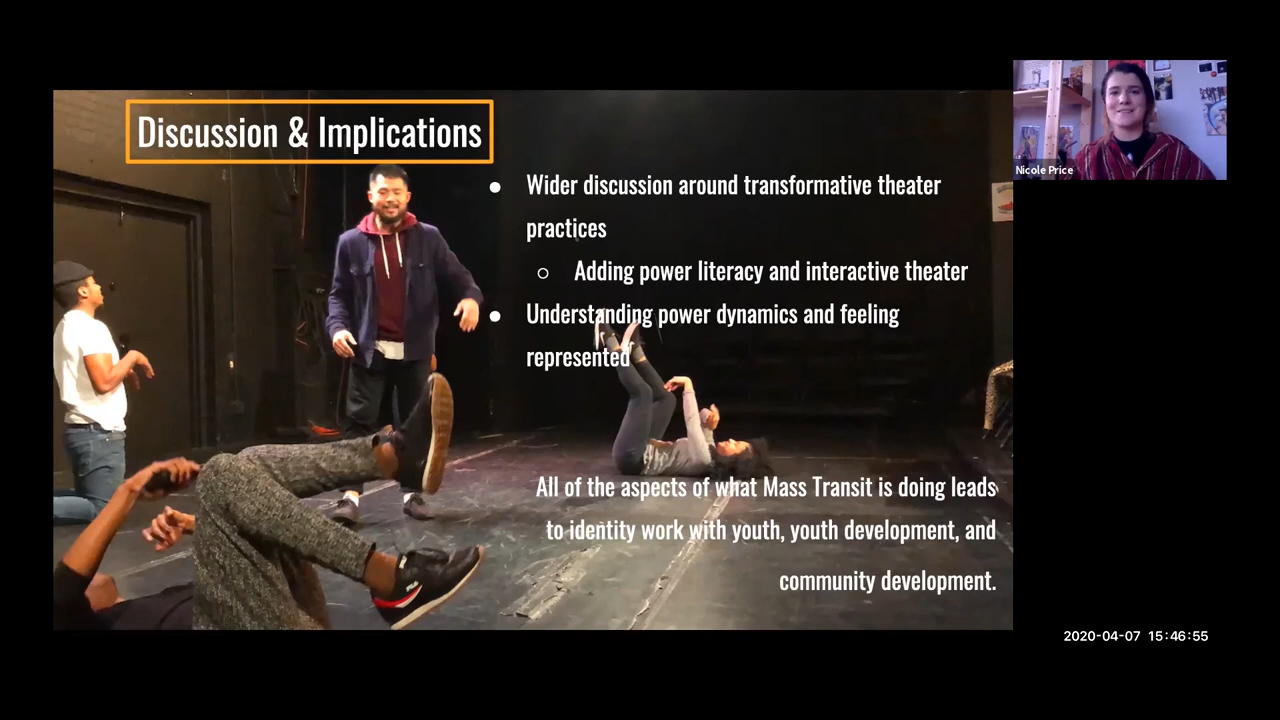 Discussion & Implications
Nicole Price
● Wider discussion around transformative theater
practices
○ Adding power literacy and interactive theater
● Understanding power dynamics and feeling
represented
All of the aspects of what Mass Transit is doing leads
to identity work with youth, youth development, and
community development.
FILA
2020-04-07 15:46:55